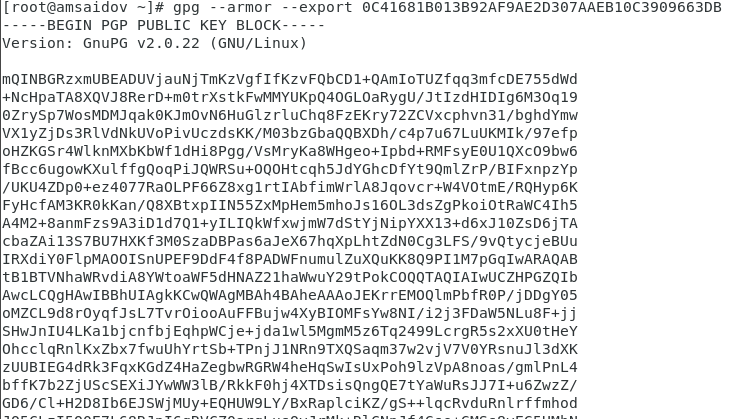 [root@amsaidov ~]# gpg --armor --export 0C41681B013B92AF9AE2D307AAEB10C3909663DB
-----BEGIN PGP PUBLIC KEY BLOCK-----
Version: GnuPG v2.0.22 (GNU/Linux)
mQINBGRzxmUBEADUVjauNjTmKzVgfIfKzvFQbCD1+QAmIoTUZfqq3mfcDE755dWd
+NcHpaTA8XQVJ8RerD+m0trXstkFwMMYUKpQ4OGLOaRygU/JtIzdHIDIg6M3Oq19
0ZrySp7WosMDMJqak0KJmOvN6HuGlzrluChq8FzEKry72ZCVxcphvn31/bghdYmw
VX1yZjDs3RlVdNkUVoPivUczdsKK/M03bzGbaQQBXDh/c4p7u67LuUKMIk/97efp
oHZKGSr4WlknMXbKbWf1dHi8Pgg/VsMryKa8WHgeo+Ipbd+RMFsyE0U1QXcO9bw6
fBcc6ugowKXulffgQoqPiJQWRSu+OQOHtcqh5JdYGhcDfYt9QmlZrP/BIFxnpzYp
/UKU4ZDp0+ez4077RaOLPF66Z8xg1rtIAbfimWrlA8Jqovcr+W4VOtmE/RQHyp6K
FyHcfAM3KR0kKan/Q8XBtxpIIN55ZxMpHem5mhoJs16OL3dsZgPkoiOtRaWC4Ih5
A4M2+8anmFzs9A3iD1d7Q1+yILIQkWfxwjmW7dStYjNipYXX13+d6xJ10ZsD6jTA
cbaZAi13S7BU7HXKf3M0SzaDBPas6aJeX67hqXpLhtZdN0Cg3LFS/9vQtycjeBUu
IRXdiY0FlpMAOOISnUPEF9DdF4f8PADWFnumulZuXQuKK8Q9PI1M7pGqIwARAQAB
tB1BTVNhaWRvdiA8YWtoaWF5dHNAZ21haWwuY29tPokCOQQTAQIAIwUCZHPGZQIb
AwcLCQgHAwIBBhUIAgkKCwQWAgMBAh4BAheAAAoJEKrrEMOQlmPbfR0P/jDDgY05
oMZCL9d8rOyqfJsL7TvrOiooAuFFBujw4XyBIOMFsYw8NI/i2j3FDaW5NLu8F+jj
SHwJnIU4LKa1bjcnfbjEqhpWCje+jda1wl5MgmM5z6Tq2499LcrgR5s2xXU0tHeY
OhcclqRnlKxZbx7fwuUhYrtSb+TPnjJ1NRn9TXQSaqm37w2vjV7V0YRsnuJl3dXK
zUUBIEG4dRk3FqxKGdZ4HaZegbwRGRW4heHqSwIsUxPoh9lzVpA8noas/gmlPnL4
bffK7b2ZjUScSEXiJYwWW3lB/RkkF0hj4XTDsisQngQE7tYaWuRsJJ7I+u6ZwzZ/
GD6/Cl+H2D8Ib6EJSWjMUy+EQHUW9LY/BxRaplciKZ/gS++lqcRvduRnlrffmhod